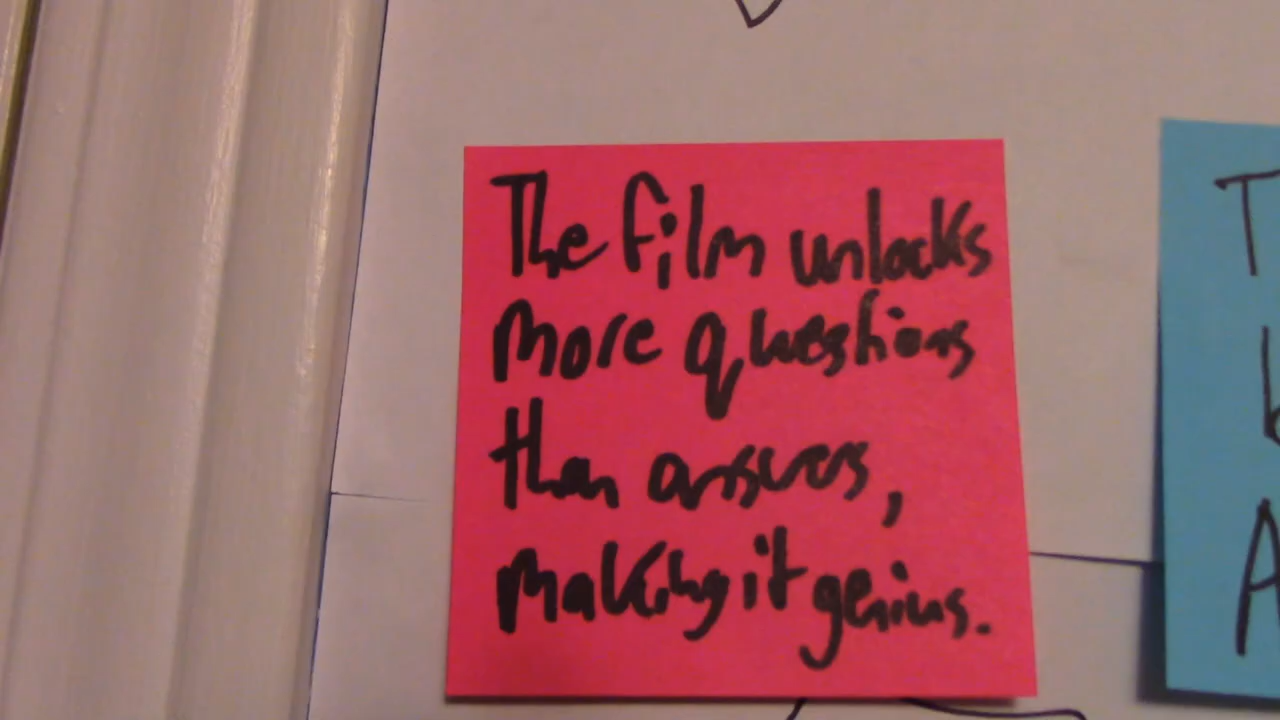 The film unlocks
more questions
than answers,
making it genius.
T
b
A